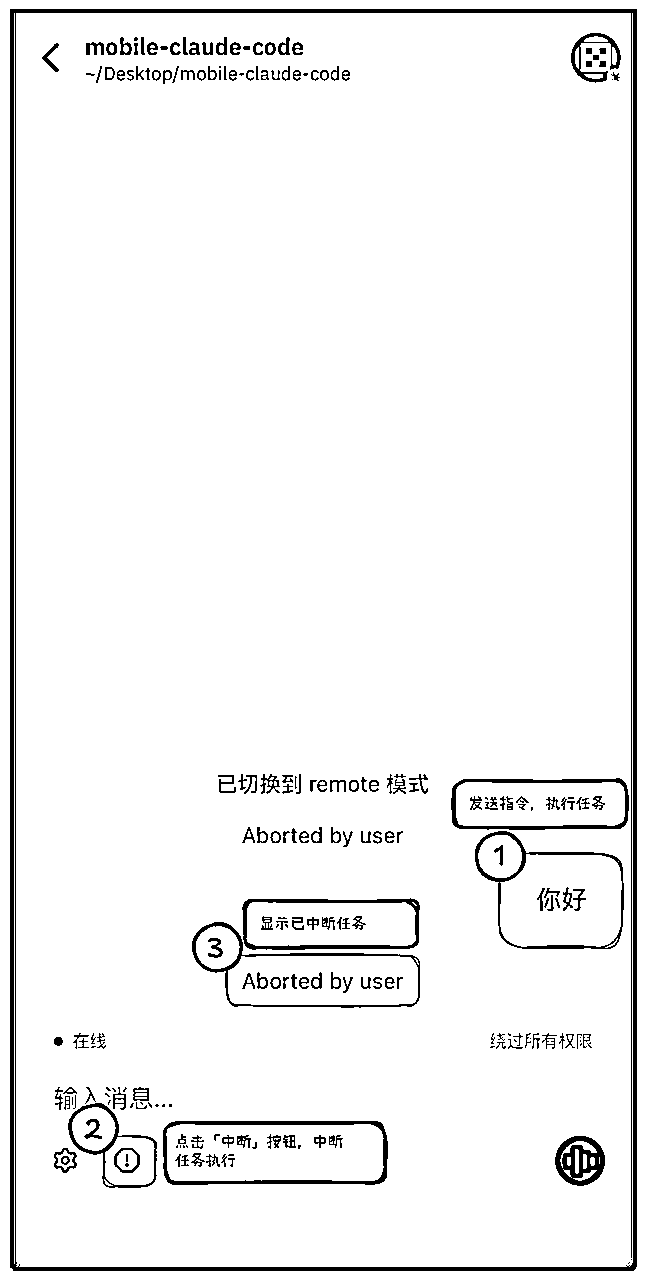 mobile-claude-code
~/Desktop/mobile-claude-code
已切换到 remote 模式
发送指令，执行任务
Aborted by user
1
你好
显示已中断任务
3
Aborted by user
在线
绕过所有权限
输入消息...
2
点击「中断」按钮，中断
任务执行